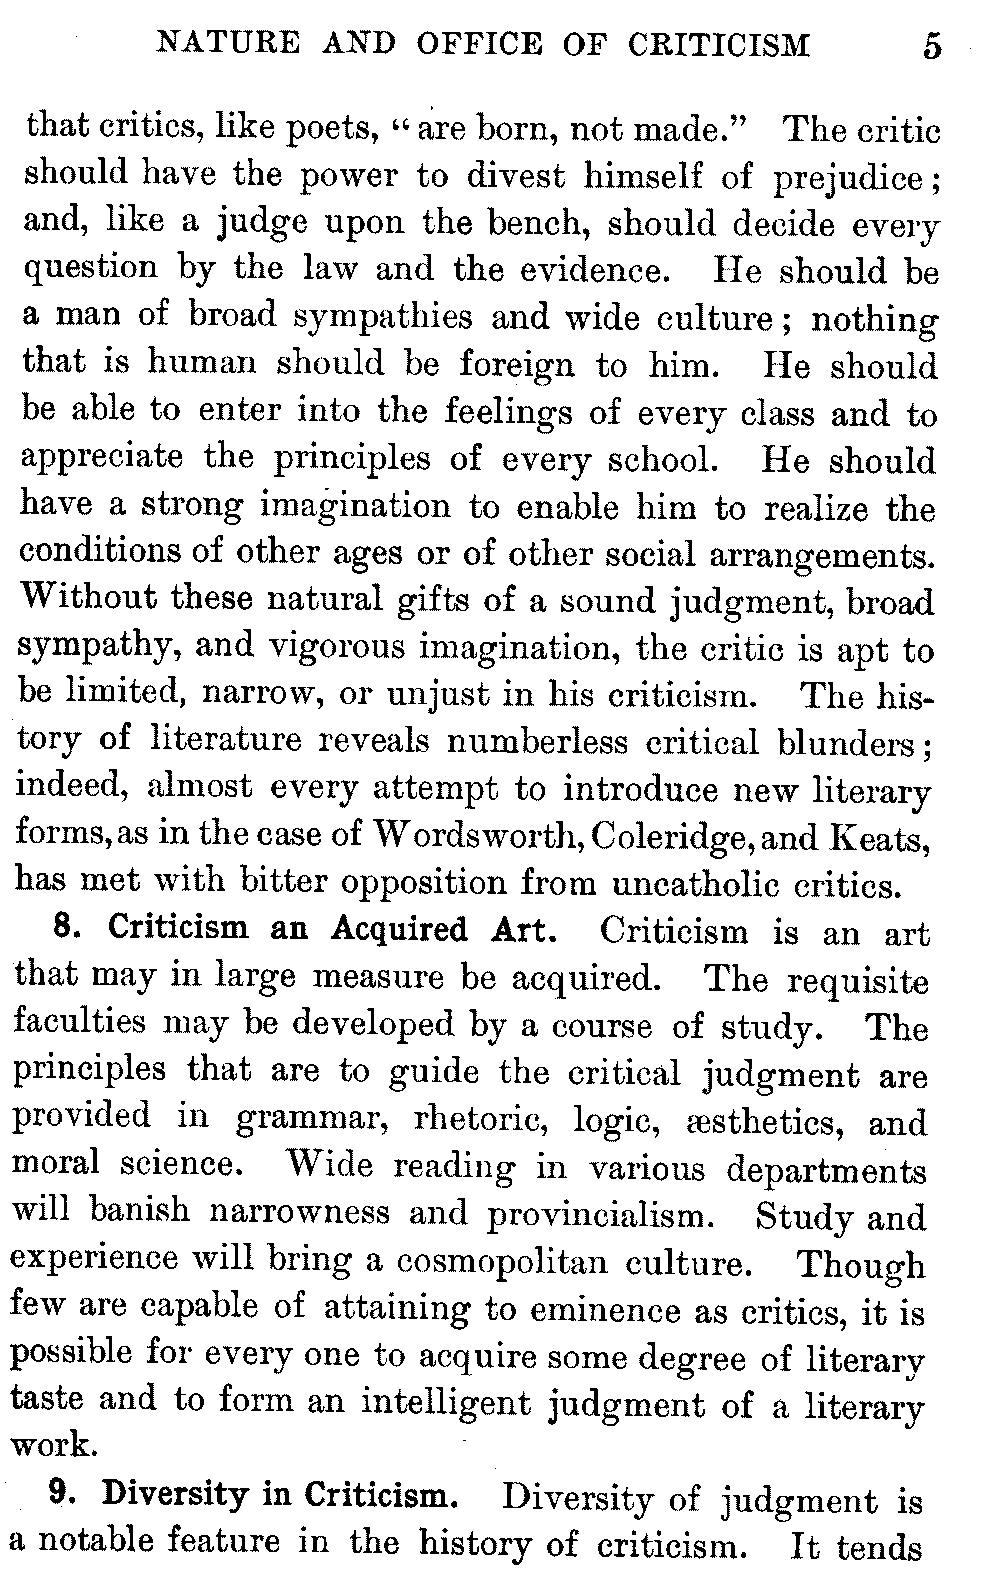 NATURE AND OFFICE OF CRITICISM 5
that critics, like poets, “are born, not made.” The critic
should have the power to divest himself of prejudice;
and, like a judge upon the bench, should decide every
question by the law and the evidence. He should be
a man of broad sympathies and wide culture; nothing
that is human should be foreign to him. He should
be able to enter into the feelings of every class and to
appreciate the principles of every school. He should
have a strong imagination to enable him to realize the
conditions of other ages or of other social arrangements.
Without these natural gifts of a sound judgment, broad
sympathy, and vigorous imagination, the critic is apt to
be limited, narrow, or unjust in his criticism. The his-
tory of literature reveals numberless critical blunders;
indeed, almost every attempt to introduce new literary
forms, as in the case of Wordsworth, Coleridge, and Keats,
has met with bitter opposition from uncatholic critics.
8. Criticism an Acquired Art. Criticism is an art
that may in large measure be acquired. The requisite
faculties may be developed by a course of study. The
principles that are to guide the critical judgment are
provided in grammar, rhetoric, logic, æsthetics, and
moral science. Wide reading in various departments
will banish narrowness and provincialism. Study and
experience will bring a cosmopolitan culture. Though
few are capable of attaining to eminence as critics, it is
possible for every one to acquire some degree of literary
taste and to form an intelligent judgment of a literary
work.
9. Diversity in Criticism. Diversity of judgment is
a notable feature in the history of criticism. It tends